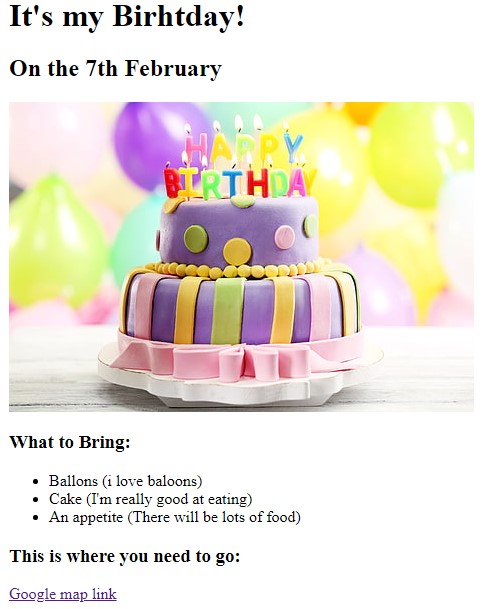 It's my Birhtday!
On the 7th February
HAPPY
BIRTHDAY
What to Bring:
Ballons (i love baloons)
Cake (I'm really good at eating)
An appetite (There will be lots of food)
This is where you need to go:
Google map link